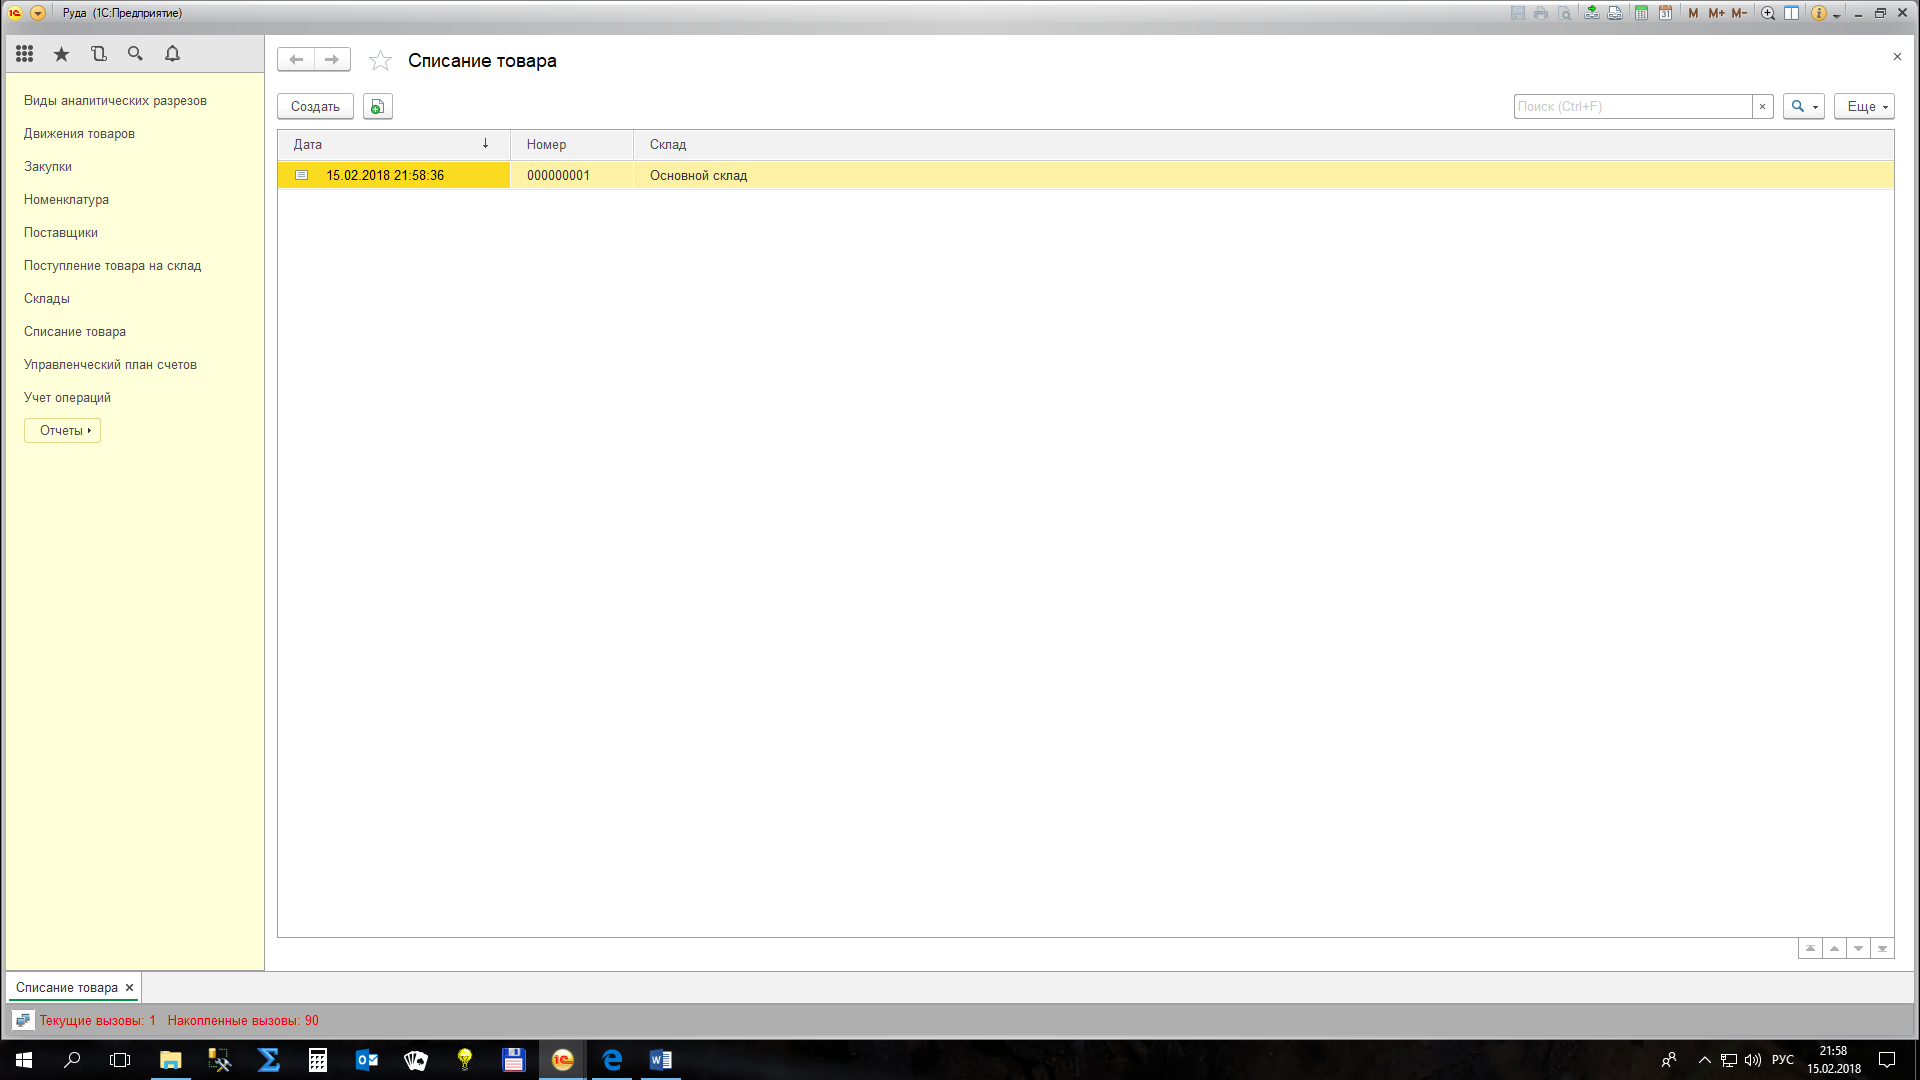 Руда (1С:Предприятие)
M M+ M-
Списание товара
Создать
Поиск (Ctrl+F)
Еще
Виды аналитических разрезов
Движения товаров
Закупки
Номенклатура
Поставщики
Поступление товара на склад
Склады
Списание товара
Управленческий план счетов
Учет операций
Отчеты
Дата Номер Склад
15.02.2018 21:58:36 000000001 Основной склад
Списание товара
Текущие вызовы: 1 Накопленные вызовы: 90
РУС
21:58
15.02.2018